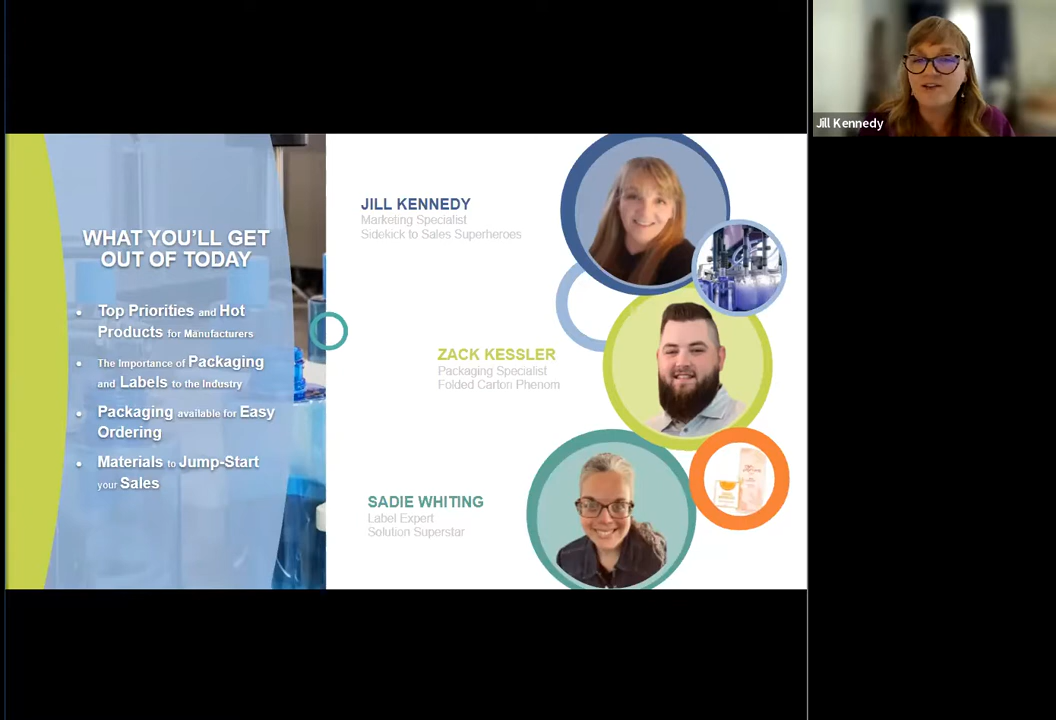 WHAT YOU'LL GET
OUT OF TODAY
• Top Priorities and Hot
Products for Manufacturers
• The Importance of Packaging
and Labels to the Industry
• Packaging available for Easy
Ordering
• Materials to Jump-Start
your Sales
JILL KENNEDY
Marketing Specialist
Sidekick to Sales Superheroes
ZACK KESSLER
Packaging Specialist
Folded Carton Phenom
SADIE WHITING
Label Expert
Solution Superstar
Jill Kennedy